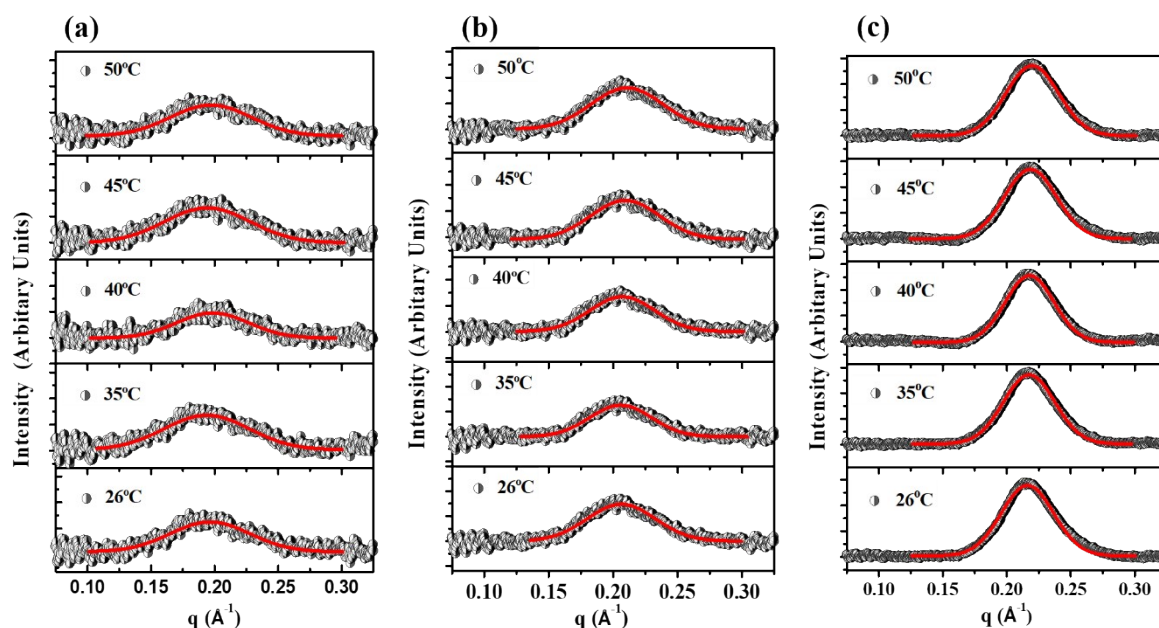 (a)
50°C
45°C
40°C
35°C
26°C
0.10 0.15 0.20 0.25 0.30
q (Å⁻¹)
Intensity (Arbitary Units)
(b)
50°C
45°C
40°C
35°C
26°C
0.10 0.15 0.20 0.25 0.30
q (Å⁻¹)
Intensity (Arbitary Units)
(c)
50°C
45°C
40°C
35°C
26°C
0.10 0.15 0.20 0.25 0.30
q (Å⁻¹)
Intensity (Arbitary Units)